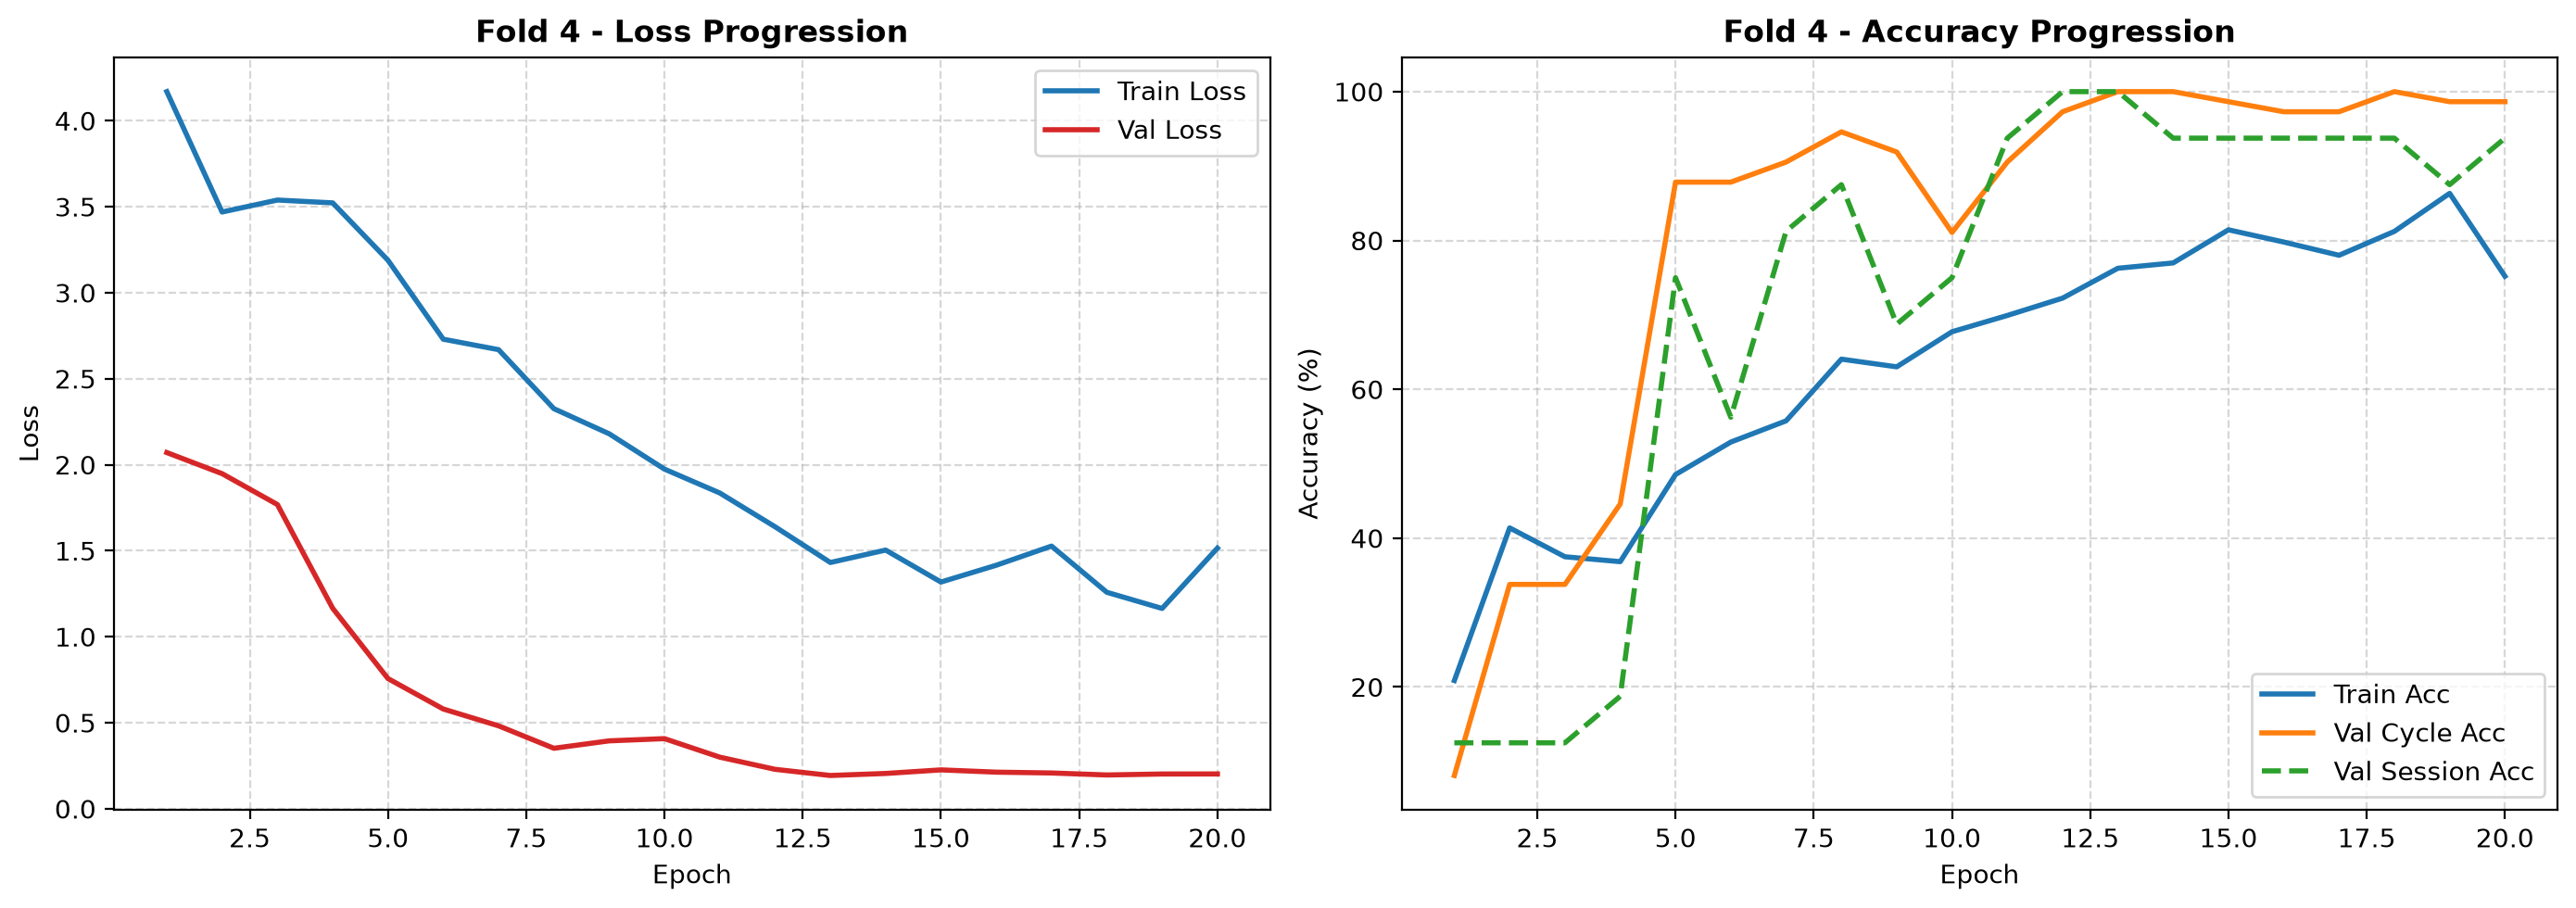 Fold 4 - Loss Progression
Train Loss
Val Loss
4.0
3.5
3.0
2.5
2.0
1.5
1.0
0.5
0.0
Loss
2.5 5.0 7.5 10.0 12.5 15.0 17.5 20.0
Epoch
Fold 4 - Accuracy Progression
100
80
60
40
20
Accuracy (%)
Train Acc
Val Cycle Acc
Val Session Acc
2.5 5.0 7.5 10.0 12.5 15.0 17.5 20.0
Epoch